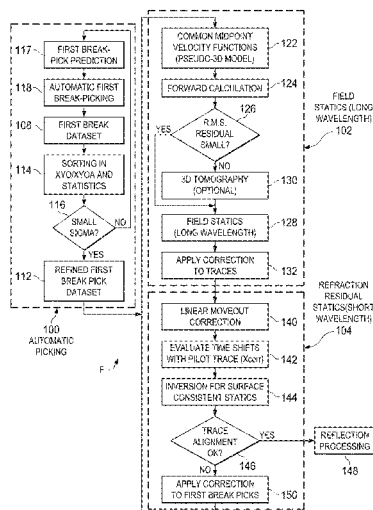 117
FIRST BREAK-
PICK PREDICTION
118
AUTOMATIC FIRST
BREAK-PICKING
108
FIRST BREAK
DATASET
114
SORTING IN
XYO/XYOA AND
STATISTICS
116
SMALL
SIGMA?
NO
YES
112
REFINED FIRST
BREAK PICK
DATASET
100
AUTOMATIC
PICKING
F
COMMON MIDPOINT
VELOCITY FUNCTIONS
(PSEUDO-3D MODEL)
122
FORWARD CALCULATION
124
126
R.M.S.
RESIDUAL
SMALL?
YES
NO
3D TOMOGRAPHY
(OPTIONAL)
130
FIELD STATICS
(LONG WAVELENGTH)
128
APPLY CORRECTION
TO TRACES
132
FIELD
STATICS (LONG
WAVELENGTH)
102
LINEAR MOVEOUT
CORRECTION
140
EVALUATE TIME SHIFTS
WITH PILOT TRACE (Xcorr)
142
INVERSION FOR SURFACE
CONSISTENT STATICS
144
TRACE
ALIGNMENT
OK?
146
YES
NO
APPLY CORRECTION
TO FIRST BREAK PICKS
150
REFRACTION
RESIDUAL
STATICS(SHORT
WAVELENGTH)
104
REFLECTION
PROCESSING
148